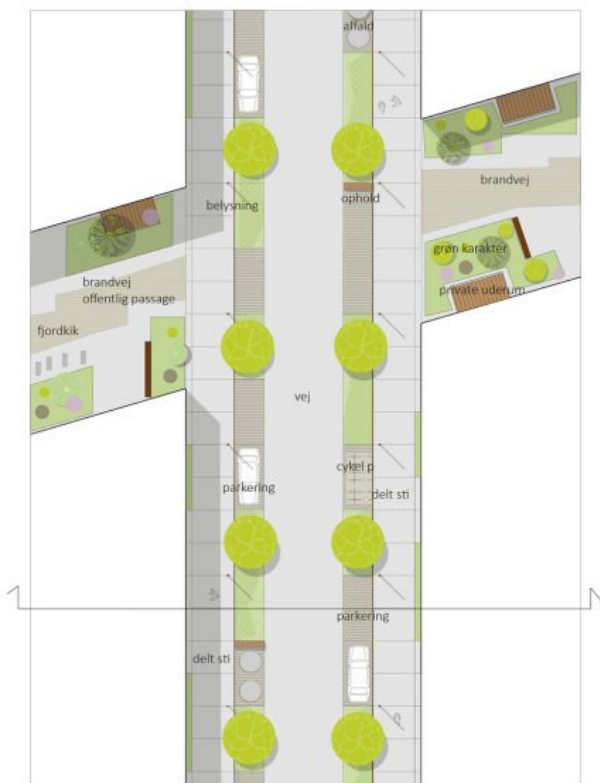 affald
brandvej
belysning
ophold
grøn karakter
brandvej
offentlig passage
private uderum
fjordkik
vej
cykel p
parkering
delt sti
parkering
delt sti